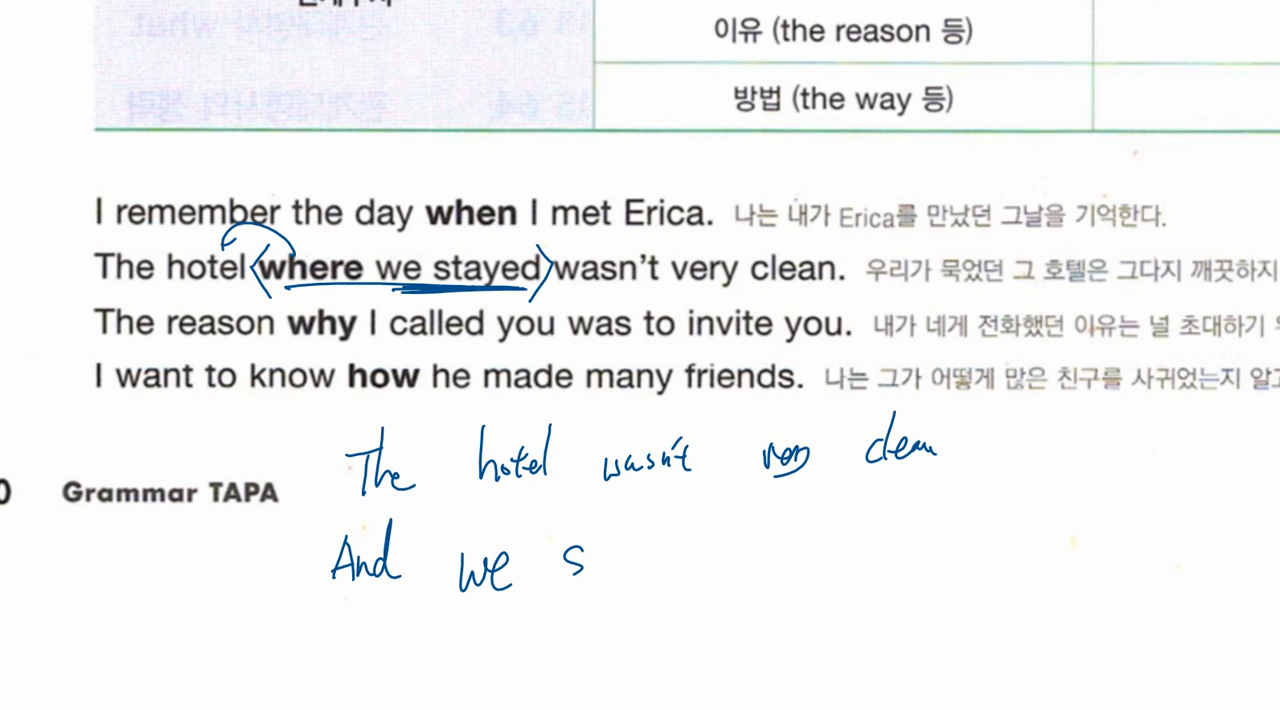 이유 (the reason 등)
방법 (the way 등)
I remember the day when I met Erica. 나는 내가 Erica를 만났던 그날을 기억한다.
The hotel where we stayed wasn't very clean. 우리가 묵었던 그 호텔은 그다지 깨끗하지
The reason why I called you was to invite you. 내가 네게 전화했던 이유는 널 초대하기
I want to know how he made many friends. 나는 그가 어떻게 많은 친구를 사귀었는지 알고
The hotel wasn't very clean
Grammar TAPA
And we s